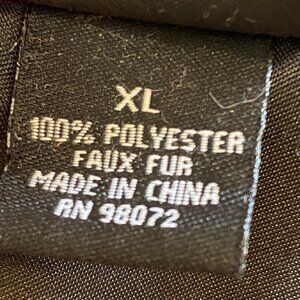 XL
100% POLYESTER
FAUX FUR
MADE IN CHINA
RN 98072